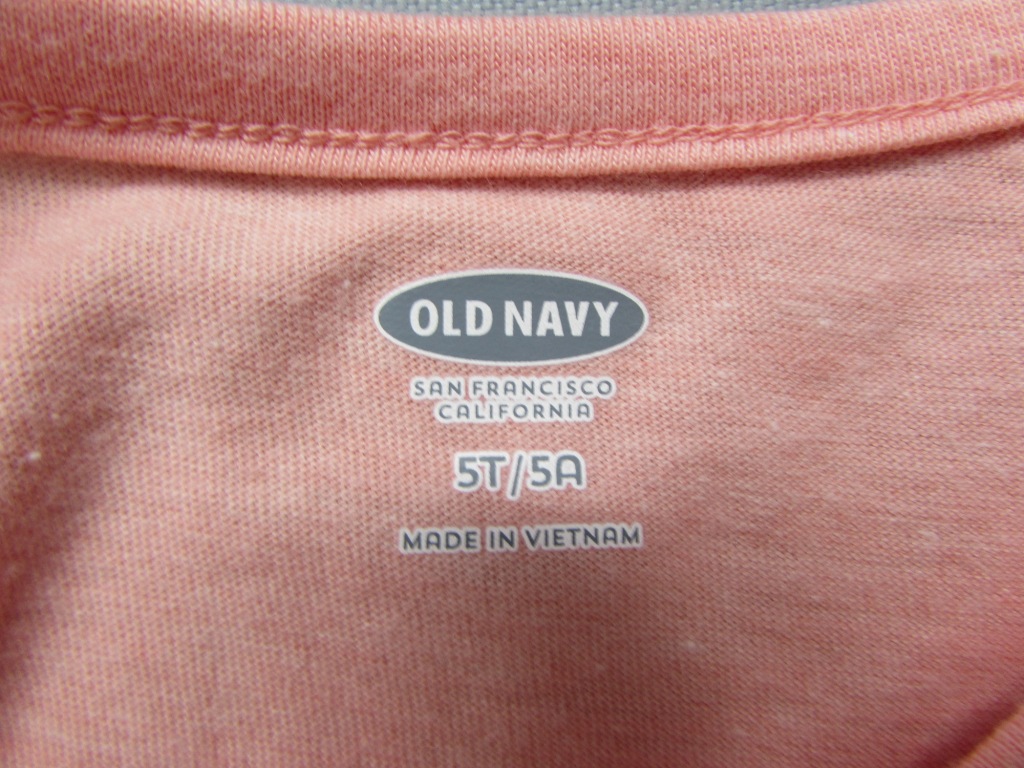 OLD NAVY
SAN FRANCISCO
CALIFORNIA
5T/5A
MADE IN VIETNAM